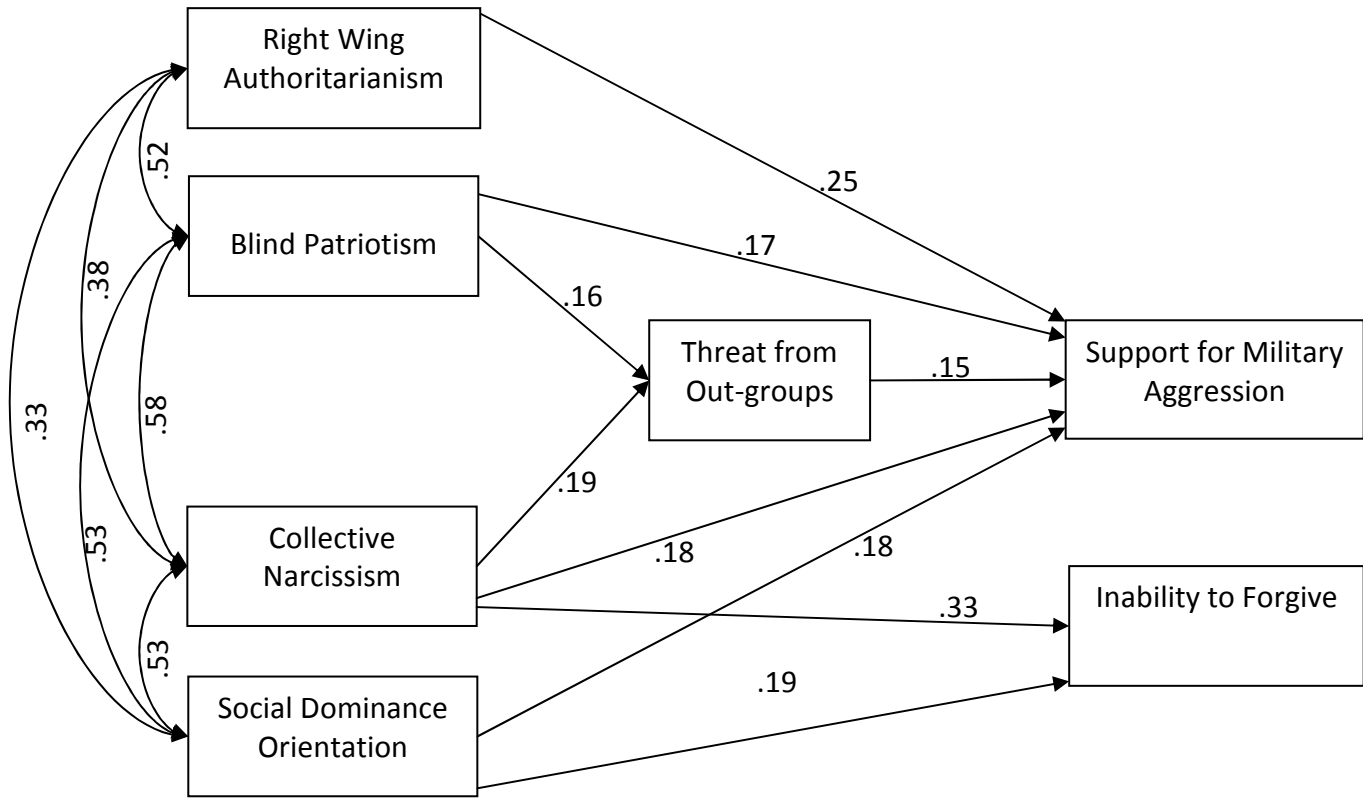 Right Wing
Authoritarianism
.52
.25
Blind Patriotism
.17
.38
.16
Threat from
Out-groups
.15
Support for Military
Aggression
.33
.58
.19
.53
Collective
Narcissism
.18
.18
Inability to Forgive
.33
.53
.19
Social Dominance
Orientation